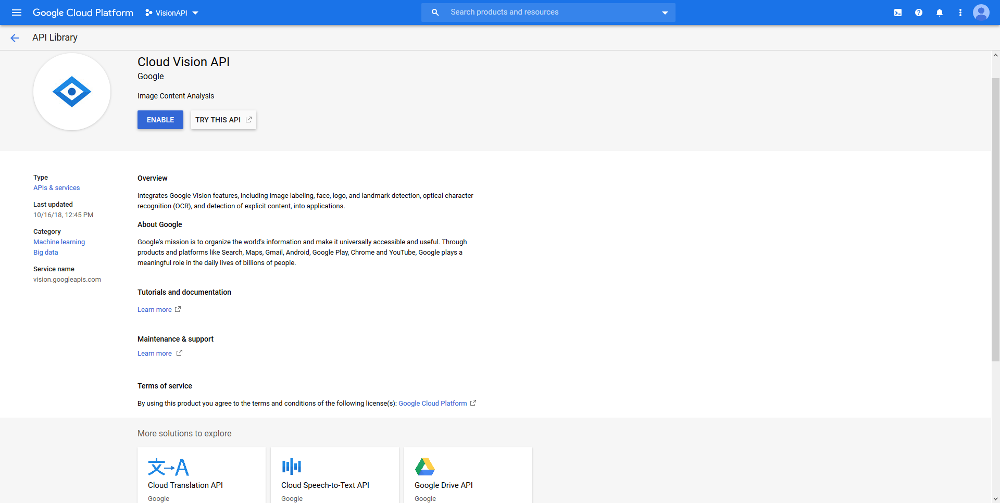 Google Cloud Platform
VisionAPI
Search products and resources
API Library
Cloud Vision API
Google
Image Content Analysis
ENABLE
TRY THIS API
Type
APIs & services
Last updated
10/16/18, 12:45 PM
Category
Machine learning
Big data
Service name
vision.googleapis.com
Overview
Integrates Google Vision features, including image labeling, face, logo, and landmark detection, optical character
recognition (OCR), and detection of explicit content, into applications.
About Google
Google's mission is to organize the world's information and make it universally accessible and useful. Through
products and platforms like Search, Maps, Gmail, Android, Google Play, Chrome and YouTube, Google plays a
meaningful role in the daily lives of billions of people.
Tutorials and documentation
Learn more
Maintenance & support
Learn more
Terms of service
By using this product you agree to the terms and conditions of the following license(s): Google Cloud Platform
More solutions to explore
文→A
Cloud Translation API
Google
Cloud Speech-to-Text API
Google
Google Drive API
Google